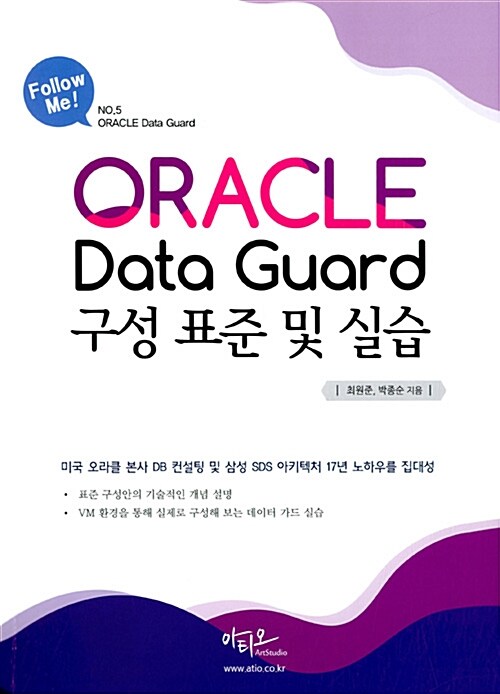 Follow
Me!
NO.5
ORACLE Data Guard
ORACLE
Data Guard
구성 표준 및 실습
| 최원준, 박종순 지음 |
미국 오라클 본사 DB 컨설팅 및 삼성 SDS 아키텍처 17년 노하우를 집대성
• 표준 구성안의 기술적인 개념 설명
• VM 환경을 통해 실제로 구성해 보는 데이터 가드 실습
아티오
ArtStudio
www.atio.co.kr